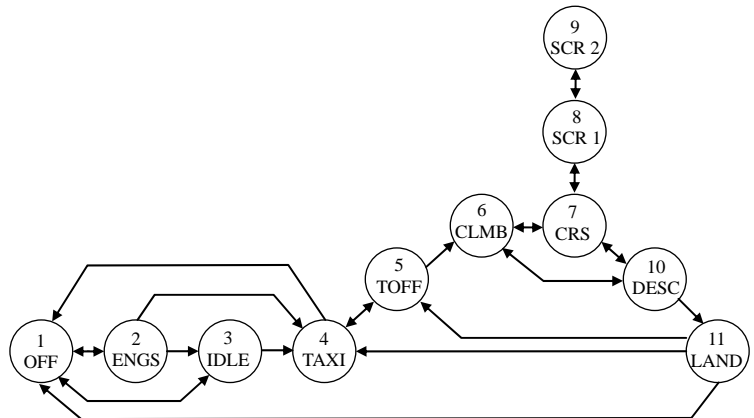 9
SCR 2
8
SCR 1
7
CRS
6
CLMB
5
TOFF
10
DESC
1
OFF
2
ENGS
3
IDLE
4
TAXI
11
LAND